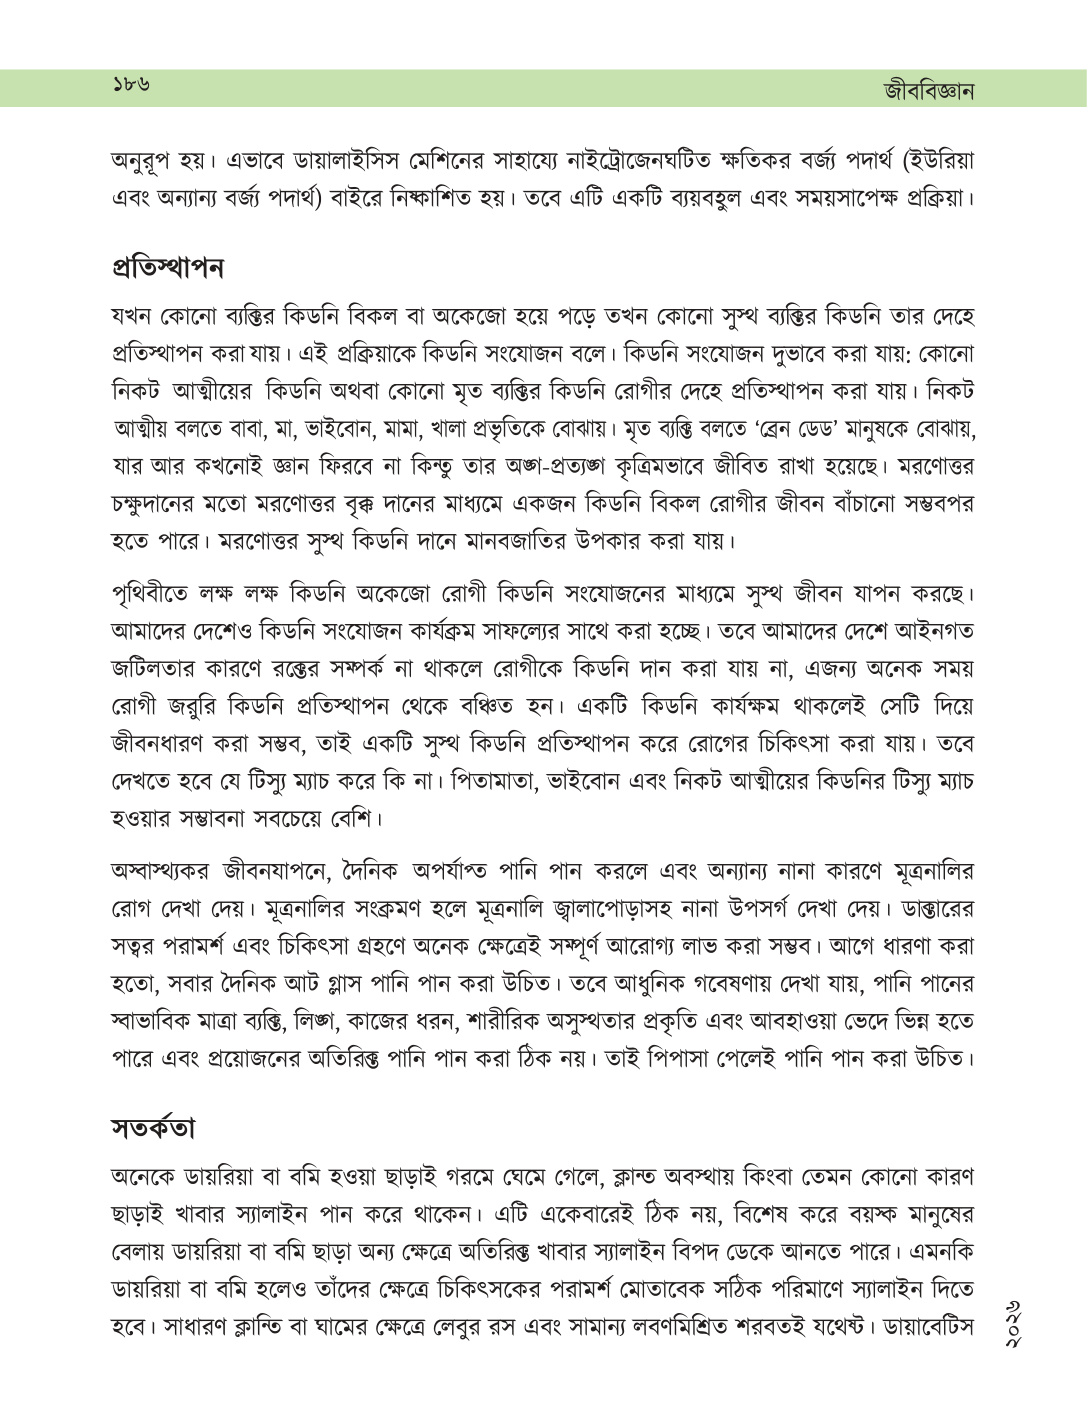 ১৮৬
জীববিজ্ঞান
অনুরূপ হয়। এভাবে ডায়ালাইসিস মেশিনের সাহায্যে নাইট্রোজেনঘটিত ক্ষতিকর বর্জ্য পদার্থ (ইউরিয়া
এবং অন্যান্য বর্জ্য পদার্থ) বাইরে নিষ্কাশিত হয়। তবে এটি একটি ব্যয়বহুল এবং সময়সাপেক্ষ প্রক্রিয়া।
প্রতিস্থাপন
যখন কোনো ব্যক্তির কিডনি বিকল বা অকেজো হয়ে পড়ে তখন কোনো সুস্থ ব্যক্তির কিডনি তার দেহে
প্রতিস্থাপন করা যায়। এই প্রক্রিয়াকে কিডনি সংযোজন বলে। কিডনি সংযোজন দুভাবে করা যায়: কোনো
নিকট আত্মীয়ের কিডনি অথবা কোনো মৃত ব্যক্তির কিডনি রোগীর দেহে প্রতিস্থাপন করা যায়। নিকট
আত্মীয় বলতে বাবা, মা, ভাইবোন, মামা, খালা প্রভৃতিকে বোঝায়। মৃত ব্যক্তি বলতে ‘ব্রেন ডেড’ মানুষকে বোঝায়,
যার আর কখনোই জ্ঞান ফিরবে না কিন্তু তার অঙ্গ-প্রত্যঙ্গ কৃত্রিমভাবে জীবিত রাখা হয়েছে। মরণোত্তর
চক্ষুদানের মতো মরণোত্তর বৃক্ক দানের মাধ্যমে একজন কিডনি বিকল রোগীর জীবন বাঁচানো সম্ভবপর
হতে পারে। মরণোত্তর সুস্থ কিডনি দানে মানবজাতির উপকার করা যায়।
পৃথিবীতে লক্ষ লক্ষ কিডনি অকেজো রোগী কিডনি সংযোজনের মাধ্যমে সুস্থ জীবন যাপন করছে।
আমাদের দেশেও কিডনি সংযোজন কার্যক্রম সাফল্যের সাথে করা হচ্ছে। তবে আমাদের দেশে আইনগত
জটিলতার কারণে রক্তের সম্পর্ক না থাকলে রোগীকে কিডনি দান করা যায় না, এজন্য অনেক সময়
রোগী জরুরি কিডনি প্রতিস্থাপন থেকে বঞ্চিত হন। একটি কিডনি কার্যক্ষম থাকলেই সেটি দিয়ে
জীবনধারণ করা সম্ভব, তাই একটি সুস্থ কিডনি প্রতিস্থাপন করে রোগের চিকিৎসা করা যায়। তবে
দেখতে হবে যে টিস্যু ম্যাচ করে কি না। পিতামাতা, ভাইবোন এবং নিকট আত্মীয়ের কিডনির টিস্যু ম্যাচ
হওয়ার সম্ভাবনা সবচেয়ে বেশি।
অস্বাস্থ্যকর জীবনযাপনে, দৈনিক অপর্যাপ্ত পানি পান করলে এবং অন্যান্য নানা কারণে মূত্রনালির
রোগ দেখা দেয়। মূত্রনালির সংক্রমণ হলে মূত্রনালি জ্বালাপোড়াসহ নানা উপসর্গ দেখা দেয়। ডাক্তারের
সত্বর পরামর্শ এবং চিকিৎসা গ্রহণে অনেক ক্ষেত্রেই সম্পূর্ণ আরোগ্য লাভ করা সম্ভব। আগে ধারণা করা
হতো, সবার দৈনিক আট গ্লাস পানি পান করা উচিত। তবে আধুনিক গবেষণায় দেখা যায়, পানি পানের
স্বাভাবিক মাত্রা ব্যক্তি, লিঙ্গ, কাজের ধরন, শারীরিক অসুস্থতার প্রকৃতি এবং আবহাওয়া ভেদে ভিন্ন হতে
পারে এবং প্রয়োজনের অতিরিক্ত পানি পান করা ঠিক নয়। তাই পিপাসা পেলেই পানি পান করা উচিত।
সতর্কতা
অনেকে ডায়রিয়া বা বমি হওয়া ছাড়াই গরমে ঘেমে গেলে, ক্লান্ত অবস্থায় কিংবা তেমন কোনো কারণ
ছাড়াই খাবার স্যালাইন পান করে থাকেন। এটি একেবারেই ঠিক নয়, বিশেষ করে বয়স্ক মানুষের
বেলায় ডায়রিয়া বা বমি ছাড়া অন্য ক্ষেত্রে অতিরিক্ত খাবার স্যালাইন বিপদ ডেকে আনতে পারে। এমনকি
ডায়রিয়া বা বমি হলেও তাঁদের ক্ষেত্রে চিকিৎসকের পরামর্শ মোতাবেক সঠিক পরিমাণে স্যালাইন দিতে
হবে। সাধারণ ক্লান্তি বা ঘামের ক্ষেত্রে লেবুর রস এবং সামান্য লবণমিশ্রিত শরবতই যথেষ্ট। ডায়াবেটিস
২০২৬